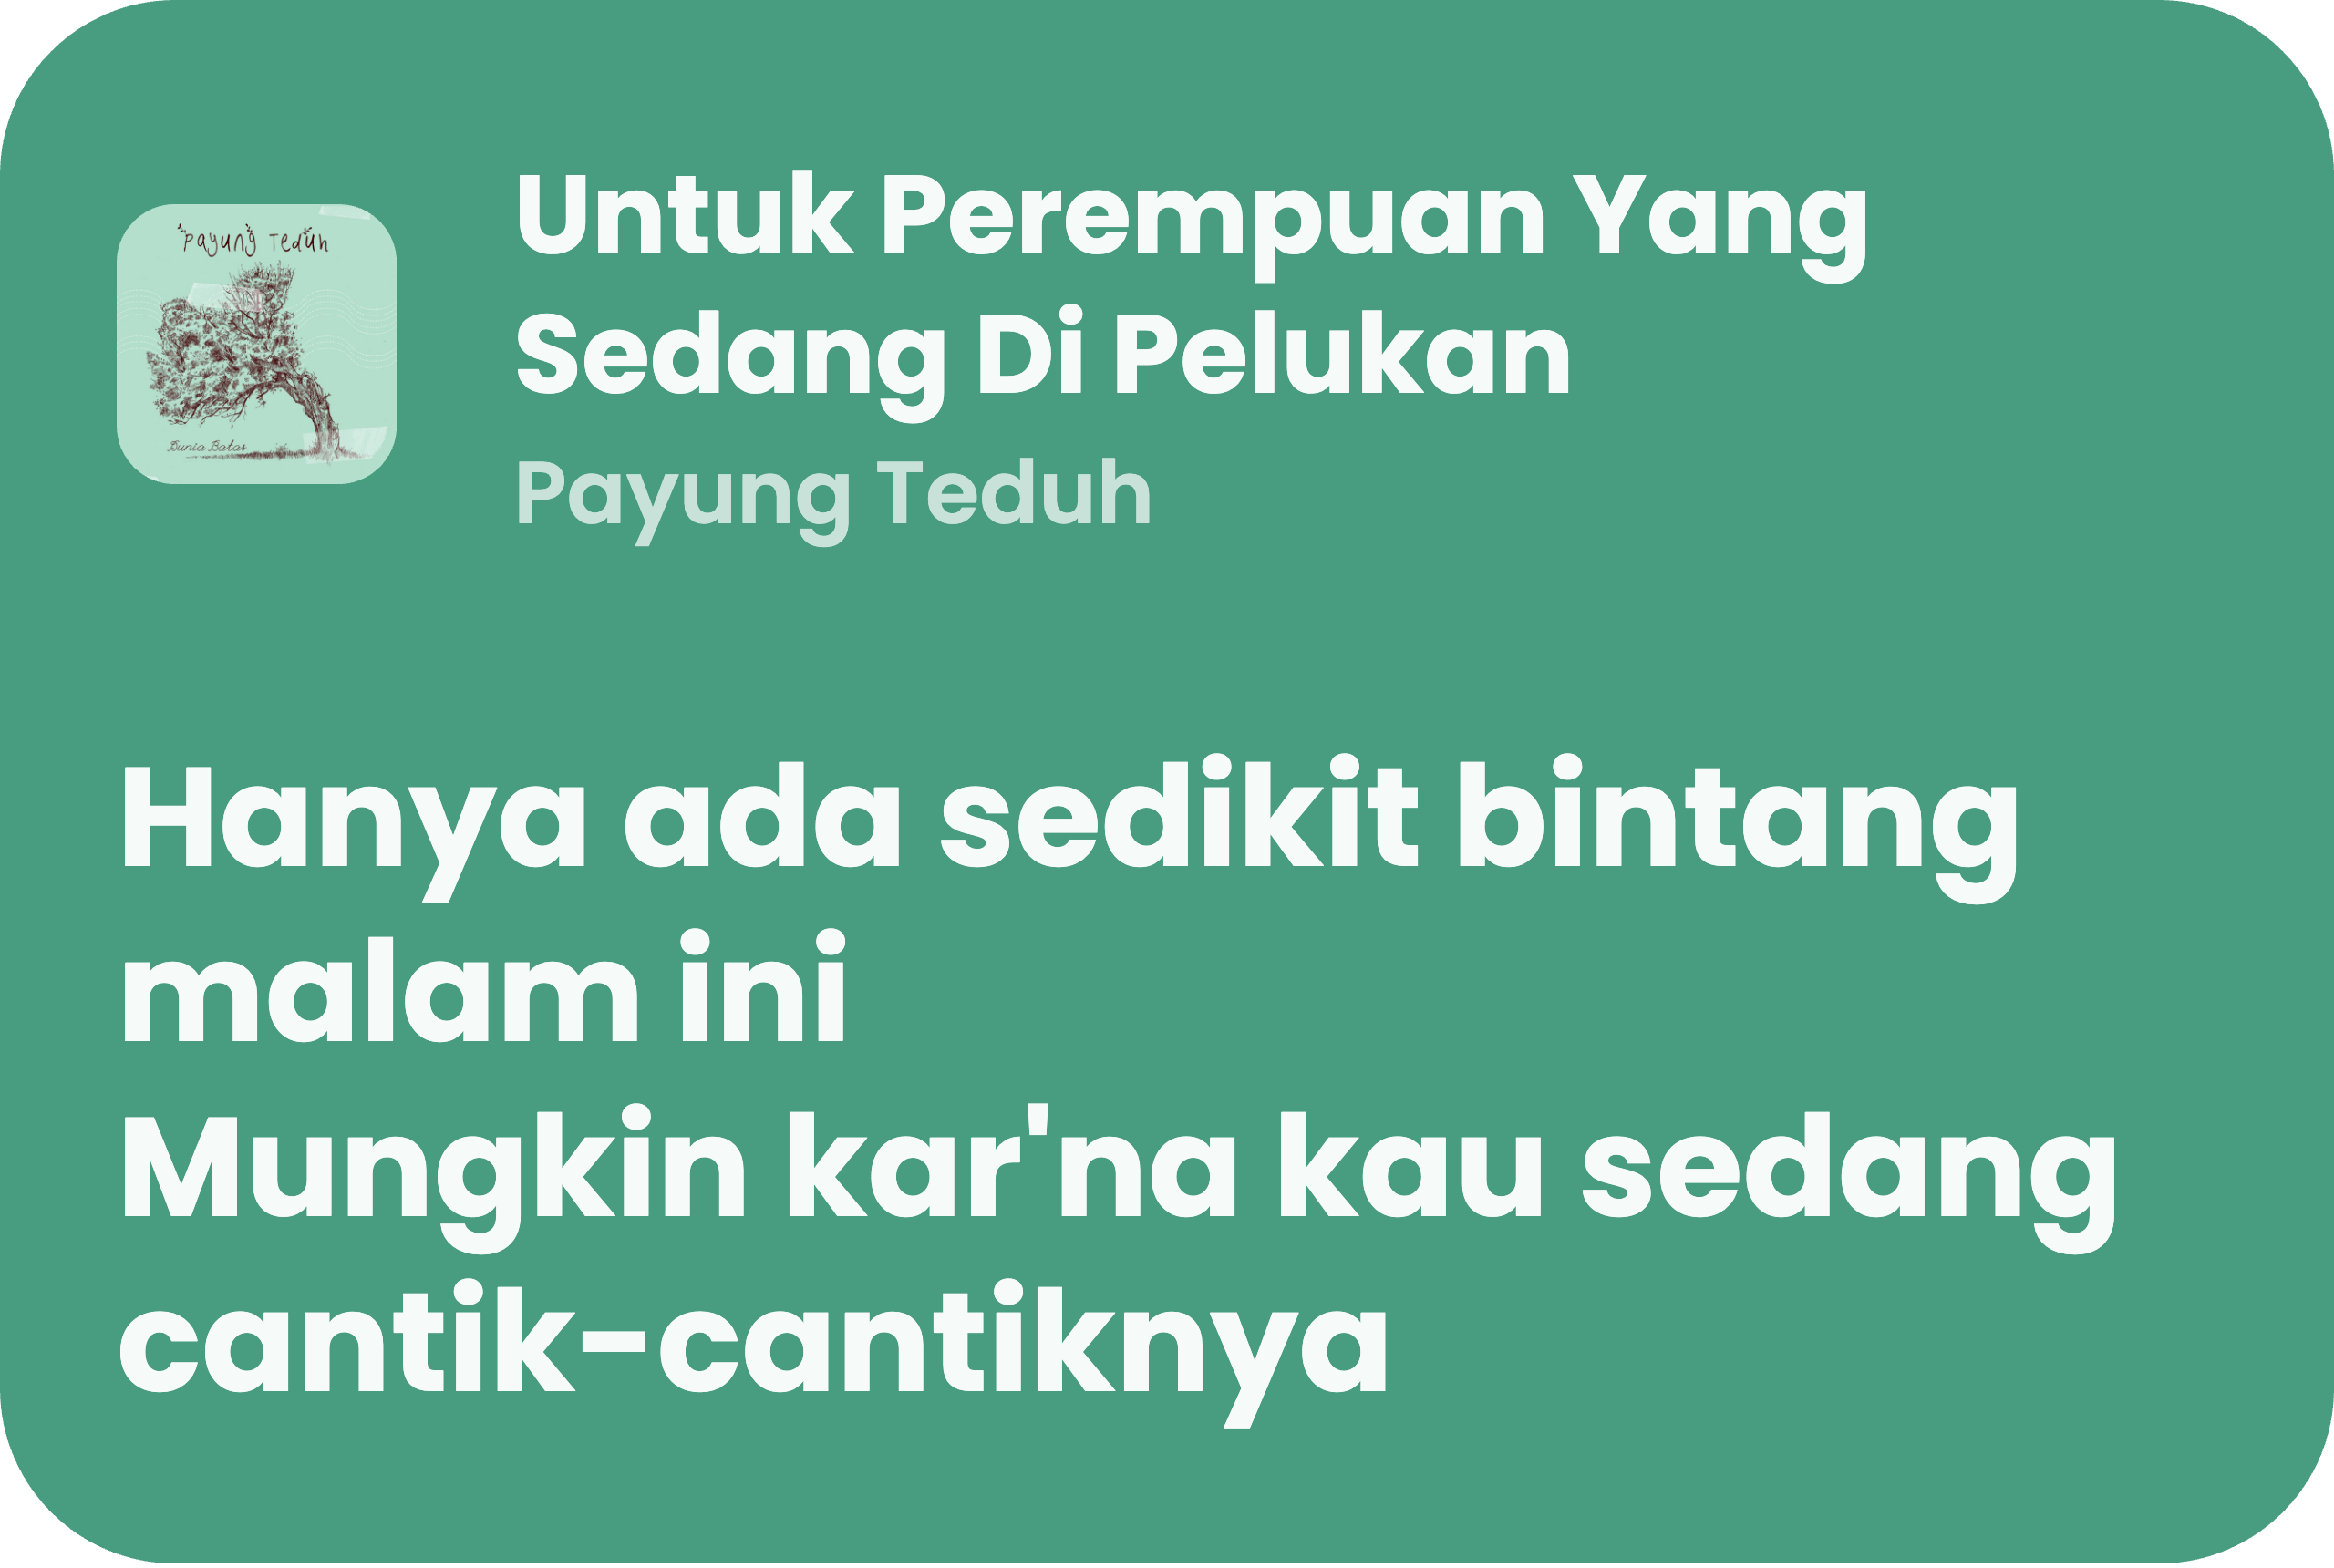 Payung Teduh
Dunia Batas
Untuk Perempuan Yang
Sedang Di Pelukan
Payung Teduh
Hanya ada sedikit bintang
malam ini
Mungkin kar'na kau sedang
cantik-cantiknya